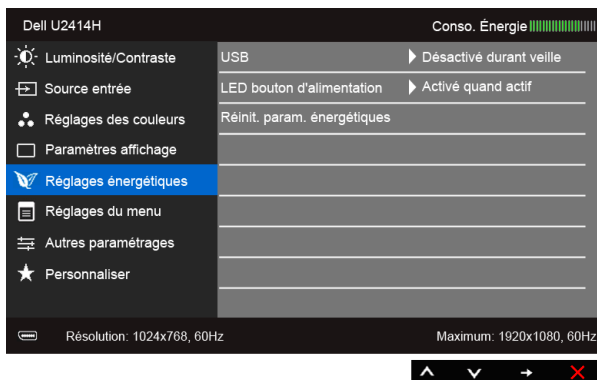 Dell U2414H Conso. Énergie
Luminosité/Contraste USB Désactivé durant veille
Source entrée LED bouton d'alimentation Activé quand actif
Réglages des couleurs Réinit. param. énergétiques
Paramètres affichage
Réglages énergétiques
Réglages du menu
Autres paramétrages
Personnaliser
Résolution: 1024x768, 60Hz Maximum: 1920x1080, 60Hz